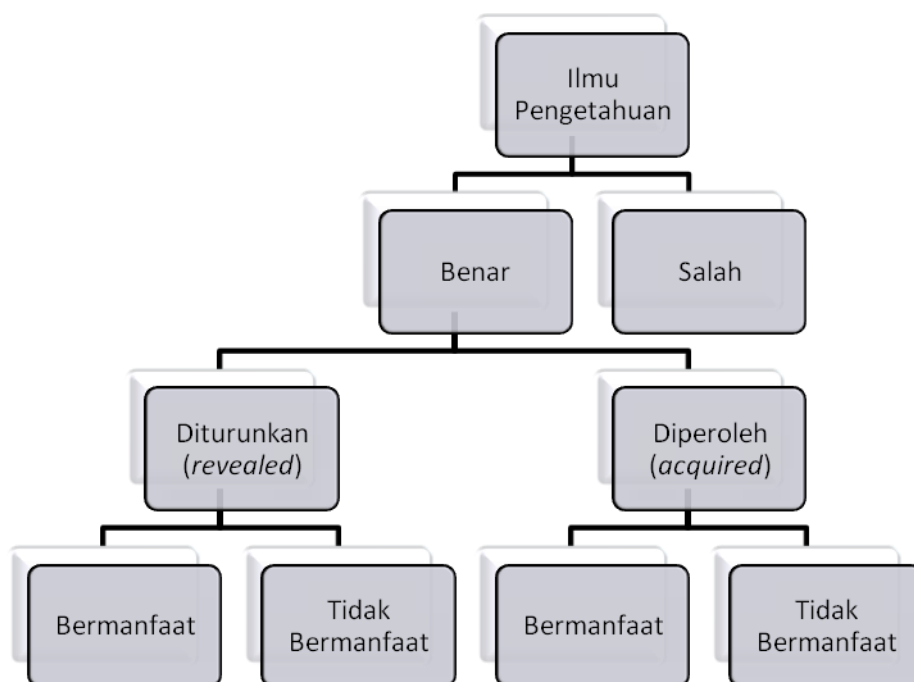 Ilmu
Pengetahuan
Benar
Salah
Diturunkan
(revealed)
Diperoleh
(acquired)
Bermanfaat
Tidak
Bermanfaat
Bermanfaat
Tidak
Bermanfaat